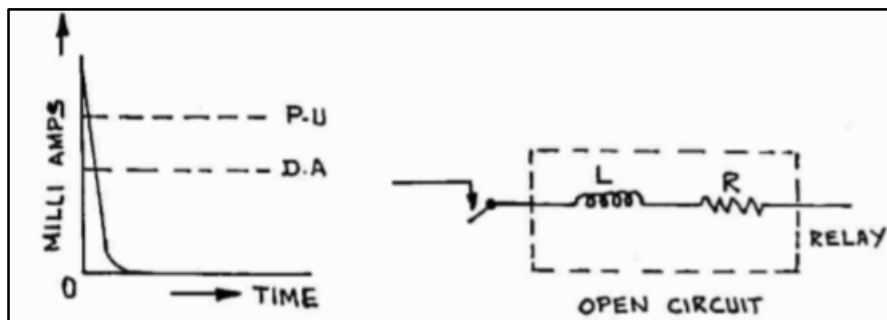 MILLI AMPS
P.U
D.A
0
TIME
L
R
RELAY
OPEN CIRCUIT